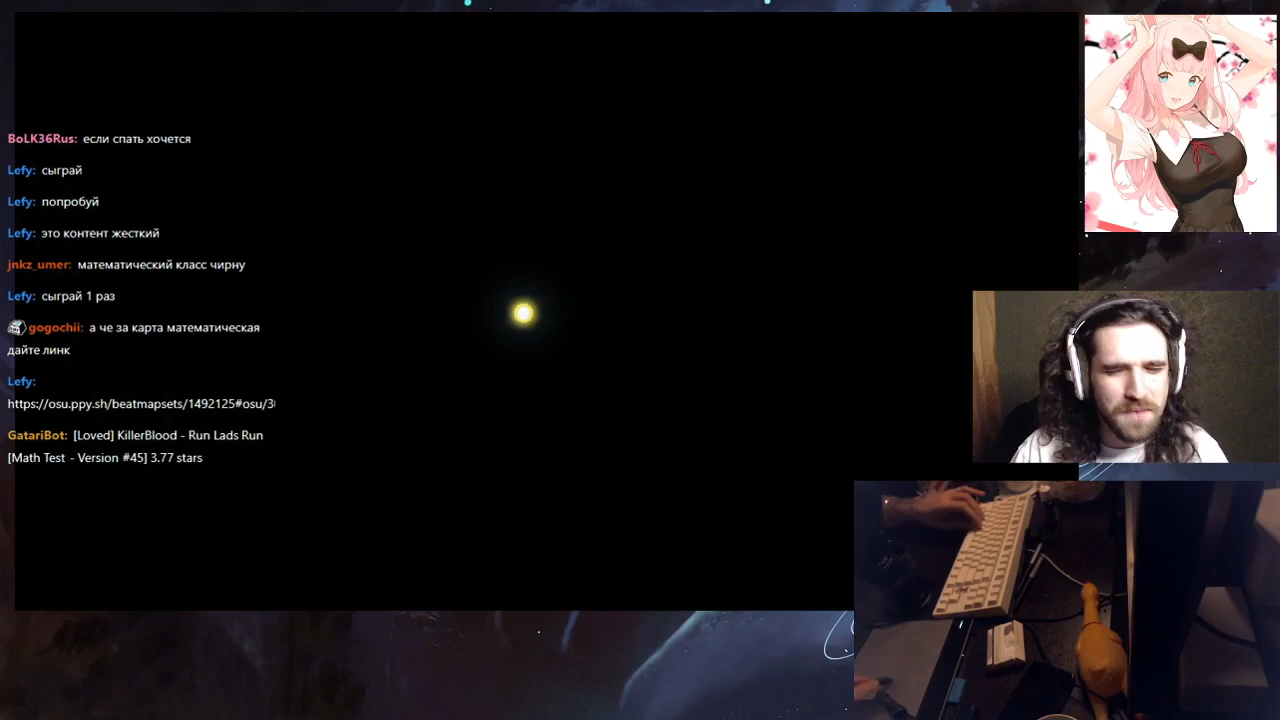 BoLK36Rus: если спать хочется
Lefy: сыграй
Lefy: попробуй
Lefy: это контент жесткий
jnkz_umer: математический класс чирну
Lefy: сыграй 1 раз
gogochii: а че за карта математическая
дайте линк
Lefy:
https://osu.ppy.sh/beatmapsets/1492125#osu/3
GatariBot: [Loved] KillerBlood - Run Lads Run
[Math Test - Version #45] 3.77 stars